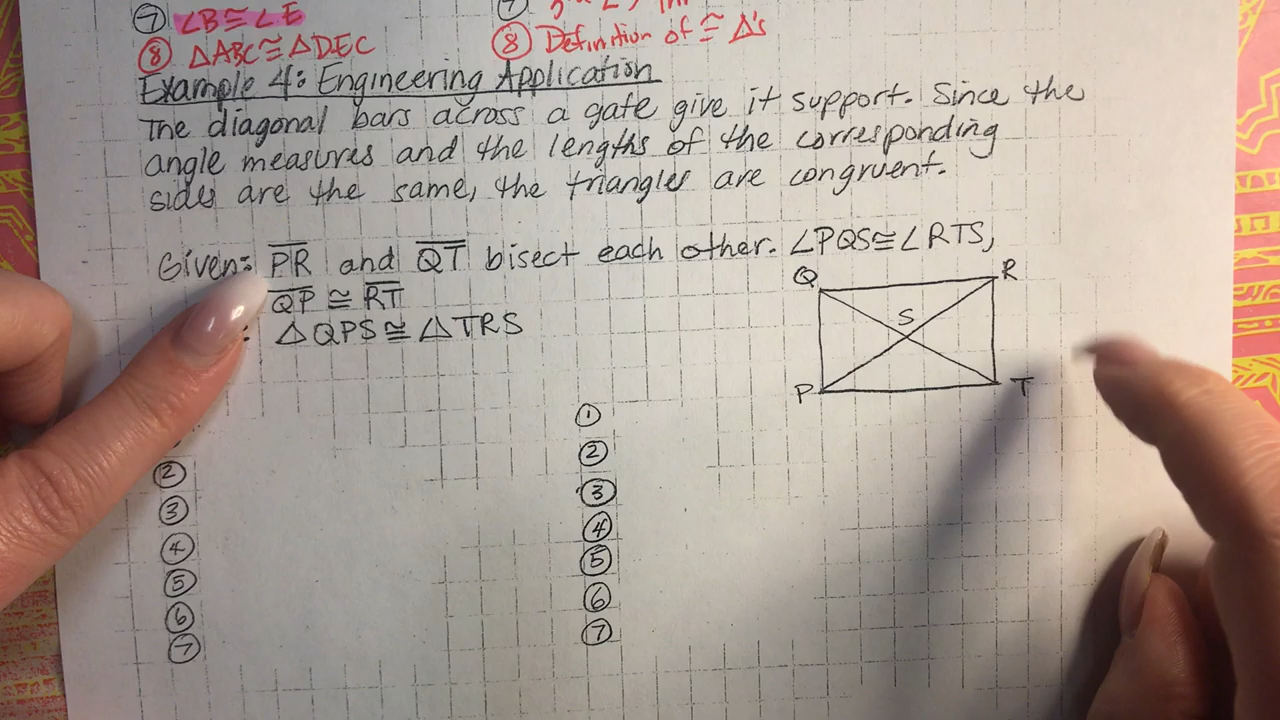 ⑦ ∠B≅∠E ⑦
⑧ △ABC≅△DEC ⑧ Definition of ≅ △'s
Example 4: Engineering Application
The diagonal bars across a gate give it support. Since the
angle measures and the lengths of the corresponding
sides are the same, the triangles are congruent.
Given: PR and QT bisect each other. ∠PQS≅∠RTS,
QP ≅ RT
: △QPS≅△TRS
Q R
S
P T
①
② ②
③ ③
④ ④
⑤ ⑤
⑥ ⑥
⑦ ⑦